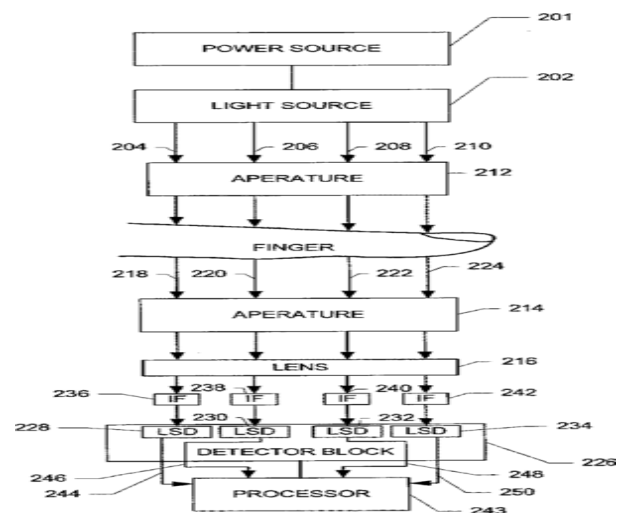 201
POWER SOURCE
202
LIGHT SOURCE
204 206 208 210
APERATURE 212
FINGER
218 220 222 224
APERATURE 214
LENS 216
236 238 240 242
IF IF IF IF
228 230 232 234
LSD LSD LSD LSD
DETECTOR BLOCK
246 248 226
244 250
PROCESSOR
243